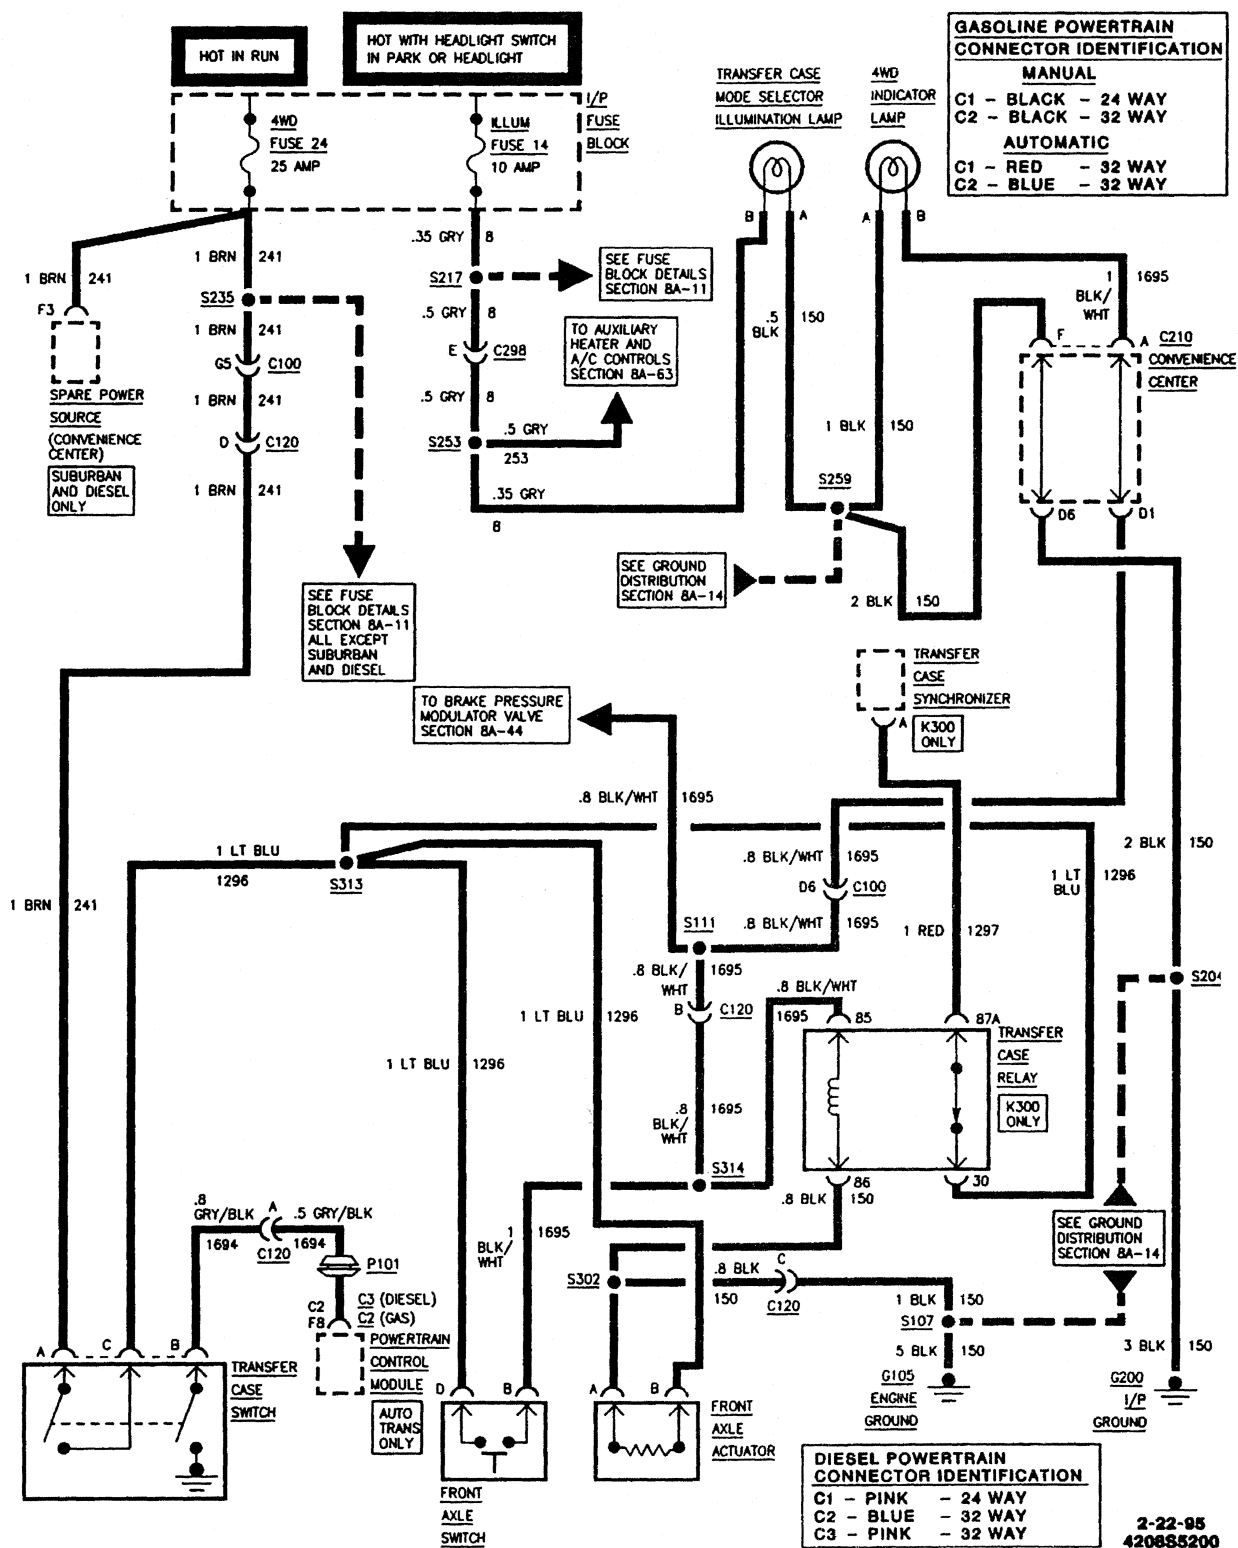 HOT IN RUN
HOT WITH HEADLIGHT SWITCH
IN PARK OR HEADLIGHT
GASOLINE POWERTRAIN
CONNECTOR IDENTIFICATION
MANUAL
C1 - BLACK - 24 WAY
C2 - BLACK - 32 WAY
AUTOMATIC
C1 - RED - 32 WAY
C2 - BLUE - 32 WAY
4WD
FUSE 24
25 AMP
ILLUM
FUSE 14
10 AMP
I/P
FUSE
BLOCK
TRANSFER CASE
MODE SELECTOR
ILLUMINATION LAMP
4WD
INDICATOR
LAMP
B
A
A
B
.35 GRY
8
1 BRN
241
1 BRN
241
S217
SEE FUSE
BLOCK DETAILS
SECTION 8A-11
1
BLK/
WHT
1695
F3
S235
.5 GRY
8
.5
BLK
150
TO AUXILIARY
HEATER AND
A/C CONTROLS
SECTION 8A-63
1 BRN
241
G5
C100
E
C298
F
A
C210
CONVENIENCE
CENTER
SPARE POWER
SOURCE
(CONVENIENCE
CENTER)
SUBURBAN
AND DIESEL
ONLY
1 BRN
241
.5 GRY
8
D
C120
S253
.5 GRY
253
1 BLK
150
1 BRN
241
.35 GRY
8
S259
D6
D1
SEE GROUND
DISTRIBUTION
SECTION 8A-14
2 BLK
150
SEE FUSE
BLOCK DETAILS
SECTION 8A-11
ALL EXCEPT
SUBURBAN
AND DIESEL
TRANSFER
CASE
SYNCHRONIZER
A
K300
ONLY
TO BRAKE PRESSURE
MODULATOR VALVE
SECTION 8A-44
.8 BLK/WHT
1695
1 LT BLU
1296
S313
.8 BLK/WHT
1695
D6
C100
2 BLK
150
1 LT
BLU
1296
1 BRN
241
S111
.8 BLK/WHT
1695
1 RED
1297
.8 BLK/
WHT
1695
B
C120
.8 BLK/WHT
1695
S204
1 LT BLU
1296
85
87A
TRANSFER
CASE
RELAY
K300
ONLY
1 LT BLU
1296
.8
BLK/
WHT
1695
S314
86
30
.8 BLK
150
.8
GRY/BLK
1694
A
C120
.5 GRY/BLK
1694
P101
1
BLK/
WHT
1695
SEE GROUND
DISTRIBUTION
SECTION 8A-14
S302
.8 BLK
150
C
C120
1 BLK
150
S107
5 BLK
150
3 BLK
150
C2
F8
C3 (DIESEL)
C2 (GAS)
POWERTRAIN
CONTROL
MODULE
AUTO
TRANS
ONLY
A
C
B
TRANSFER
CASE
SWITCH
D
B
FRONT
AXLE
SWITCH
A
B
FRONT
AXLE
ACTUATOR
G105
ENGINE
GROUND
G200
I/P
GROUND
DIESEL POWERTRAIN
CONNECTOR IDENTIFICATION
C1 - PINK - 24 WAY
C2 - BLUE - 32 WAY
C3 - PINK - 32 WAY
2-22-95
4208S5200